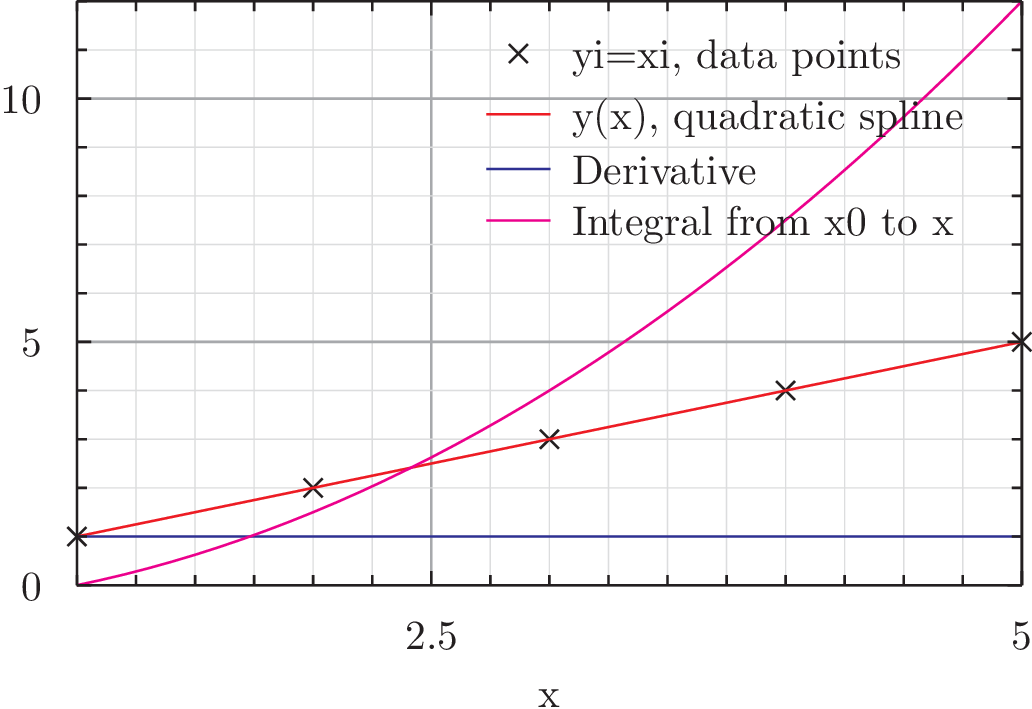 yi=xi, data points
10
y(x), quadratic spline
Derivative
Integral from x0 to x
5
0
2.5 5
x